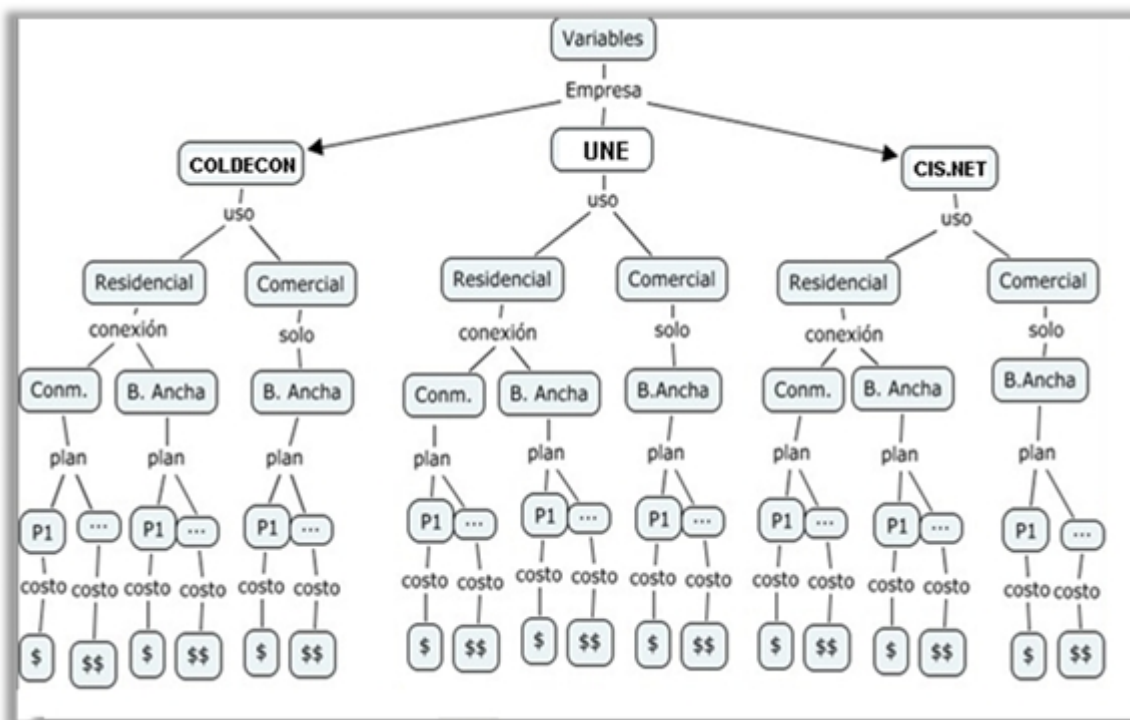 Variables
Empresa
COLDECON UNE CIS.NET
uso uso uso
Residencial Comercial Residencial Comercial Residencial Comercial
conexión solo conexión solo conexión solo
Conm. B. Ancha B. Ancha Conm. B. Ancha B.Ancha Conm. B. Ancha B.Ancha
plan plan plan plan plan plan plan plan plan
P1 ... P1 ... P1 ... P1 ... P1 ... P1 ... P1 ... P1 ... P1 ...
costo costo costo costo costo costo costo costo costo costo costo costo costo costo costo costo costo costo
$ $$ $ $$ $ $$ $ $$ $ $$ $ $$ $ $$ $ $$ $ $$